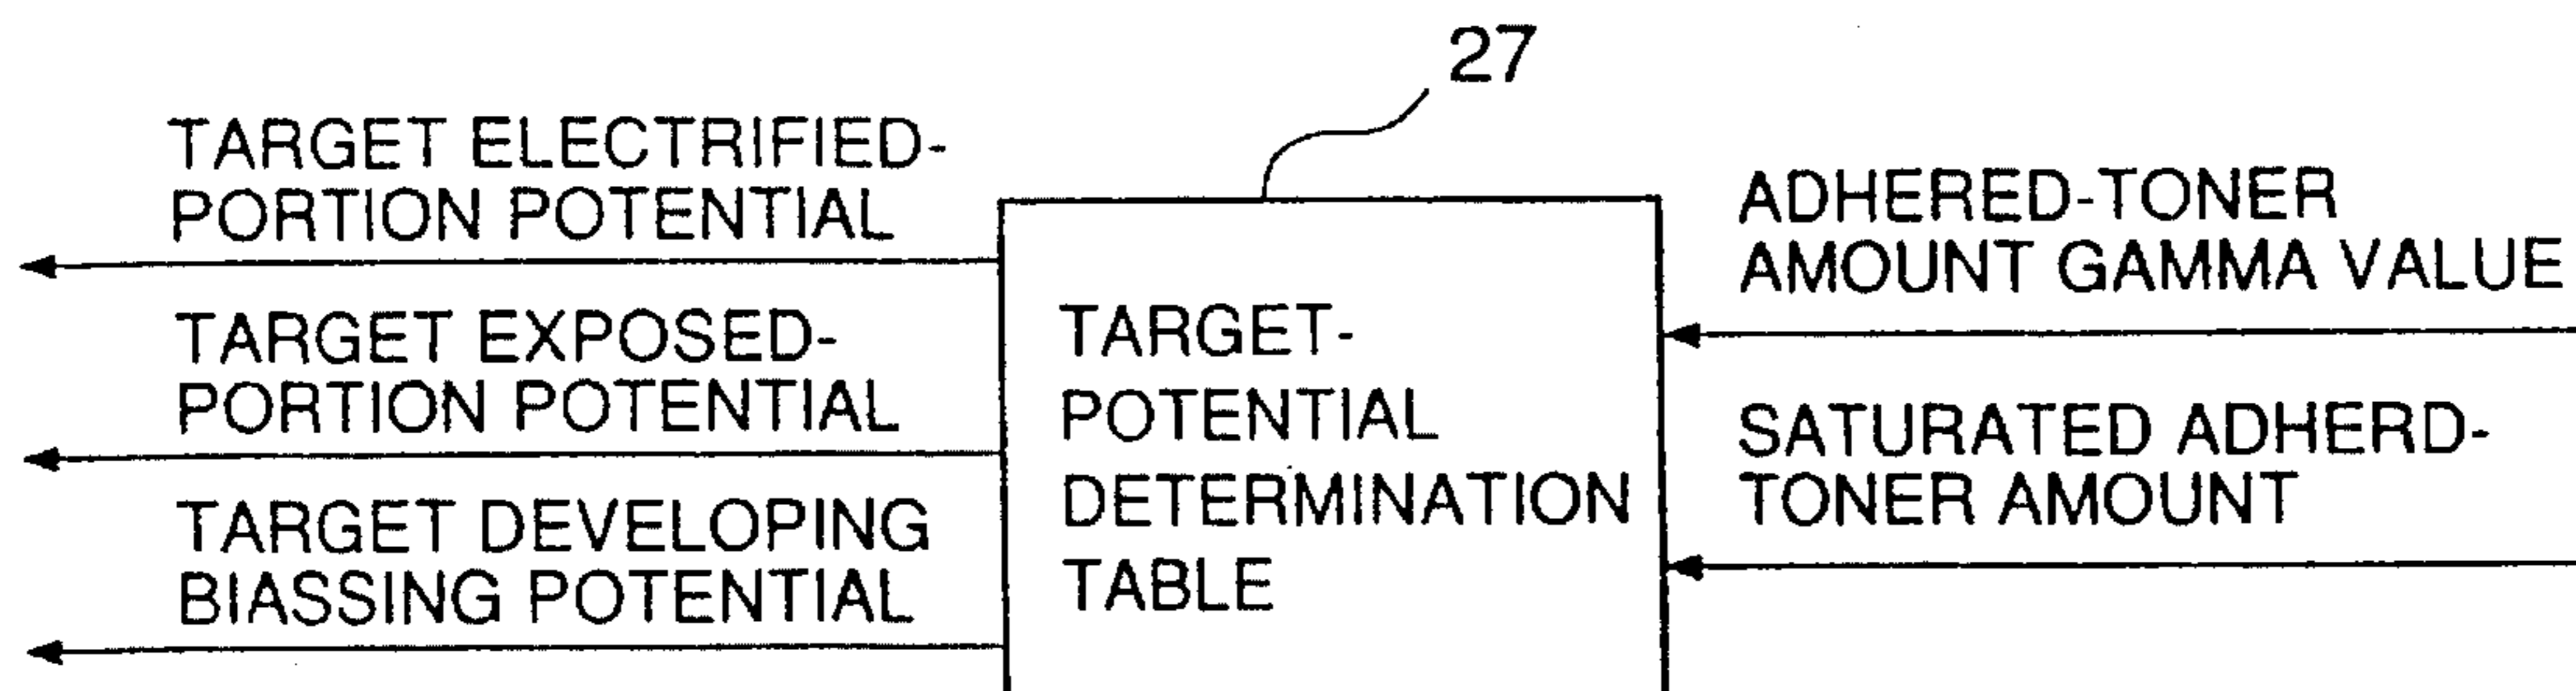 27
TARGET ELECTRIFIED-
PORTION POTENTIAL
TARGET EXPOSED-
PORTION POTENTIAL
TARGET DEVELOPING
BIASSING POTENTIAL
TARGET-
POTENTIAL
DETERMINATION
TABLE
ADHERED-TONER
AMOUNT GAMMA VALUE
SATURATED ADHERD-
TONER AMOUNT